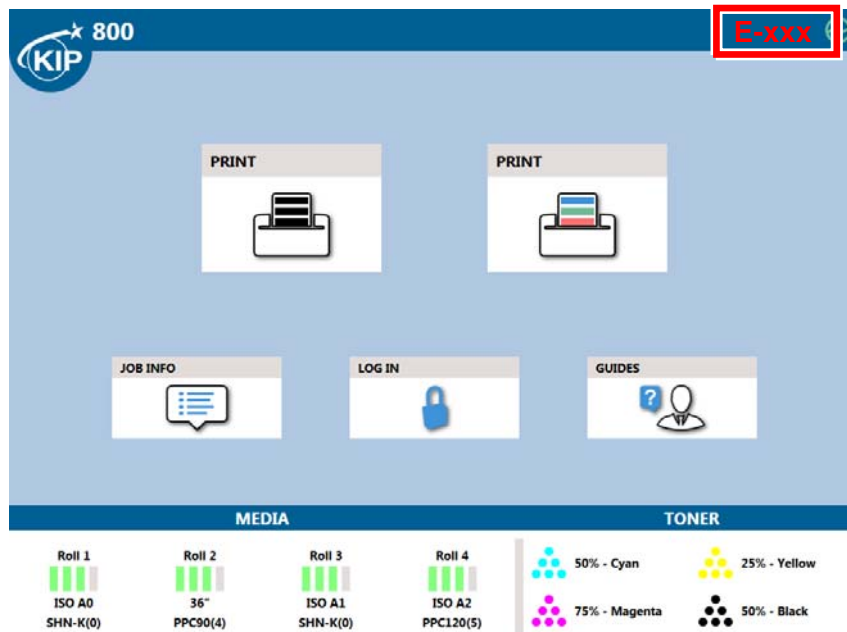 KIP
800
E-xxx
PRINT
PRINT
JOB INFO
LOG IN
GUIDES
?
MEDIA
TONER
Roll 1
Roll 2
Roll 3
Roll 4
ISO A0
36"
ISO A1
ISO A2
SHN-K(0)
PPC90(4)
SHN-K(0)
PPC120(5)
50% - Cyan
25% - Yellow
75% - Magenta
50% - Black